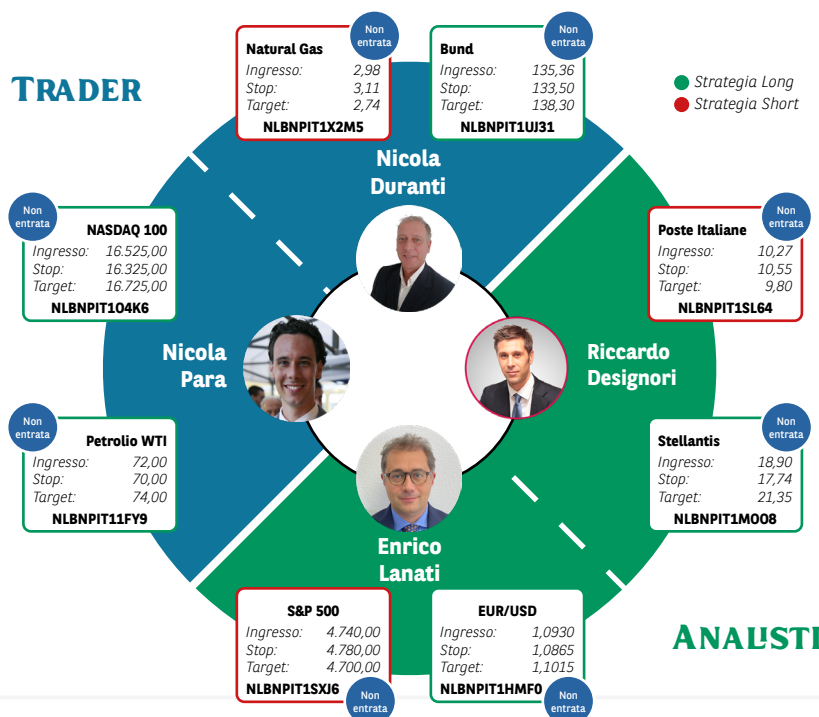 TRADER
Non
entrata
Natural Gas
Ingresso: 2,98
Stop: 3,11
Target: 2,74
NLBNPIT1X2M5
Non
entrata
Bund
Ingresso: 135,36
Stop: 133,50
Target: 138,30
NLBNPIT1UJ31
Strategia Long
Strategia Short
Nicola
Duranti
Non
entrata
NASDAQ 100
Ingresso: 16.525,00
Stop: 16.325,00
Target: 16.725,00
NLBNPIT1O4K6
Non
entrata
Poste Italiane
Ingresso: 10,27
Stop: 10,55
Target: 9,80
NLBNPIT1SL64
Nicola
Para
Riccardo
Designori
Non
entrata
Petrolio WTI
Ingresso: 72,00
Stop: 70,00
Target: 74,00
NLBNPIT11FY9
Non
entrata
Stellantis
Ingresso: 18,90
Stop: 17,74
Target: 21,35
NLBNPIT1MOO8
Enrico
Lanati
S&P 500
Ingresso: 4.740,00
Stop: 4.780,00
Target: 4.700,00
NLBNPIT1SXJ6
Non
entrata
EUR/USD
Ingresso: 1,0930
Stop: 1,0865
Target: 1,1015
NLBNPIT1HMF0
Non
entrata
ANALISTI